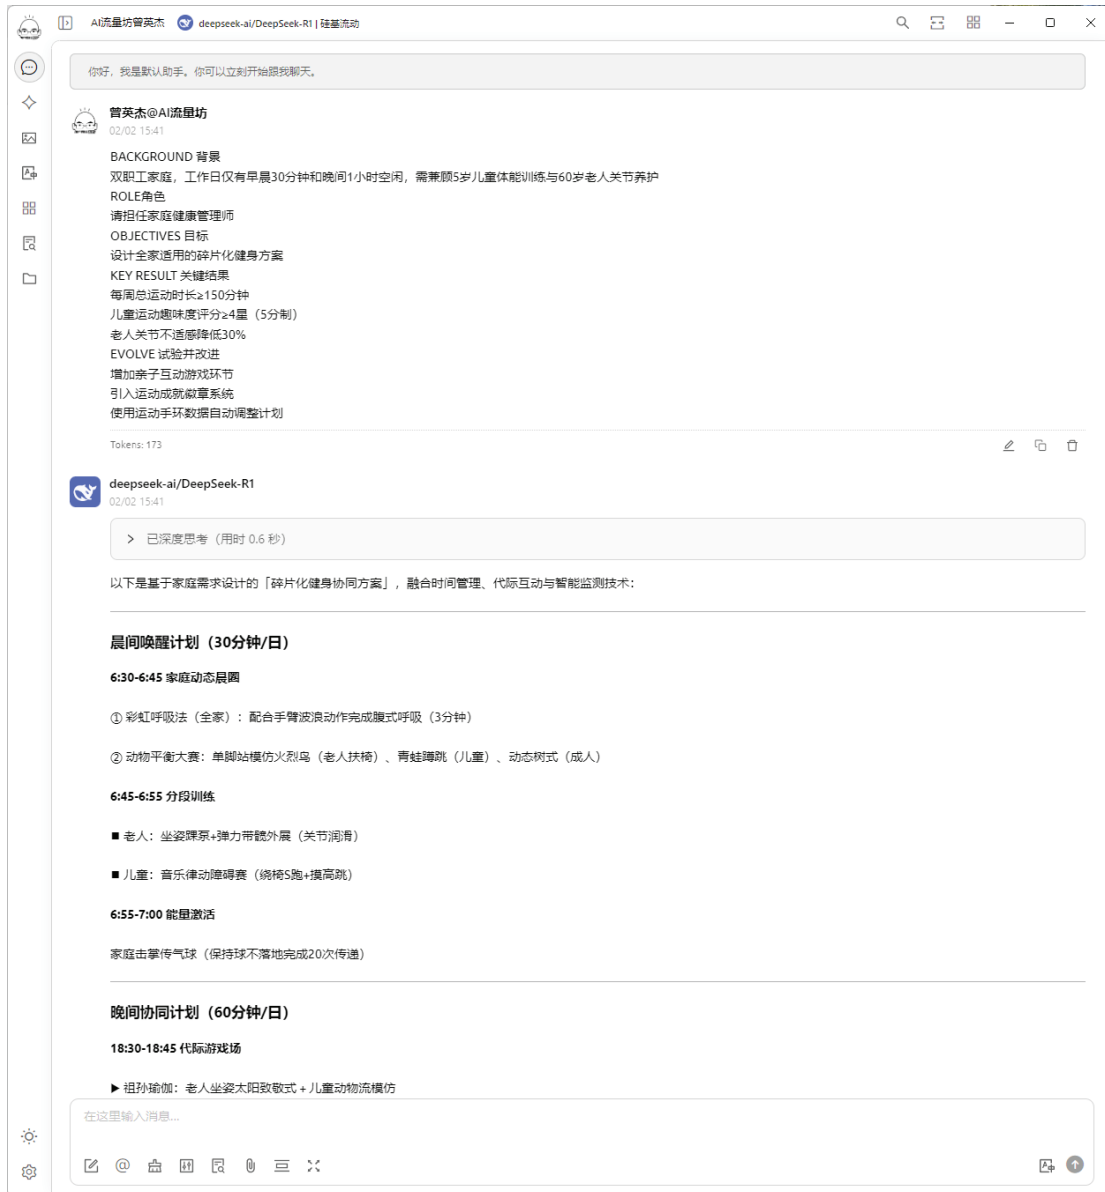 AI流量坊曾英杰 deepseek-ai/DeepSeek-R1 | 硅基流动
你好，我是默认助手。你可以立刻开始跟我聊天。
曾英杰@AI流量坊
02/02 15:41
BACKGROUND 背景
双职工家庭，工作日仅有早晨30分钟和晚间1小时空闲，需兼顾5岁儿童体能训练与60岁老人关节养护
ROLE角色
请担任家庭健康管理师
OBJECTIVES 目标
设计全家适用的碎片化健身方案
KEY RESULT 关键结果
每周总运动时长≥150分钟
儿童运动趣味度评分≥4星（5分制）
老人关节不适感降低30%
EVOLVE 试验并改进
增加亲子互动游戏环节
引入运动成就徽章系统
使用运动手环数据自动调整计划
Tokens: 173
deepseek-ai/DeepSeek-R1
02/02 15:41
已深度思考（用时 0.6 秒）
以下是基于家庭需求设计的「碎片化健身协同方案」，融合时间管理、代际互动与智能监测技术：
晨间唤醒计划（30分钟/日）
6:30-6:45 家庭动态晨圈
① 彩虹呼吸法（全家）：配合手臂波浪动作完成腹式呼吸（3分钟）
② 动物平衡大赛：单脚站模仿火烈鸟（老人扶椅）、青蛙蹲跳（儿童）、动态树式（成人）
6:45-6:55 分段训练
■ 老人：坐姿踝泵+弹力带髋外展（关节润滑）
■ 儿童：音乐律动障碍赛（绕椅S跑+摸高跳）
6:55-7:00 能量激活
家庭击掌传气球（保持球不落地完成20次传递）
晚间协同计划（60分钟/日）
18:30-18:45 代际游戏场
▶ 祖孙瑜伽：老人坐姿太阳致敬式 + 儿童动物流模仿
在这里输入消息...